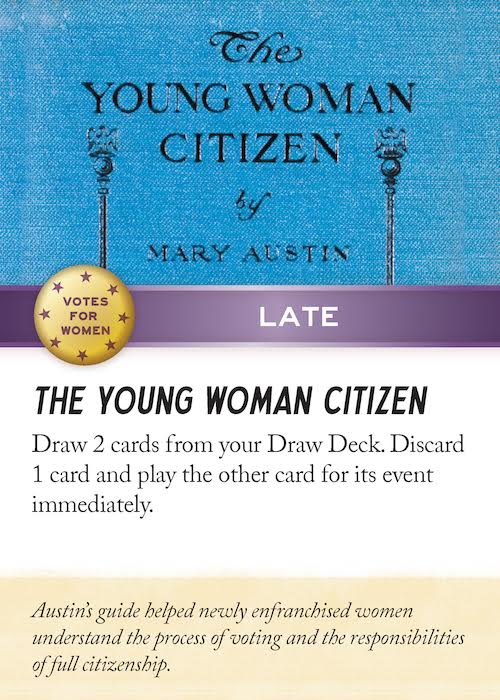 The
YOUNG WOMAN
CITIZEN
by
MARY AUSTIN
VOTES
FOR
WOMEN
LATE
THE YOUNG WOMAN CITIZEN
Draw 2 cards from your Draw Deck. Discard
1 card and play the other card for its event
immediately.
Austin's guide helped newly enfranchised women
understand the process of voting and the responsibilities
of full citizenship.